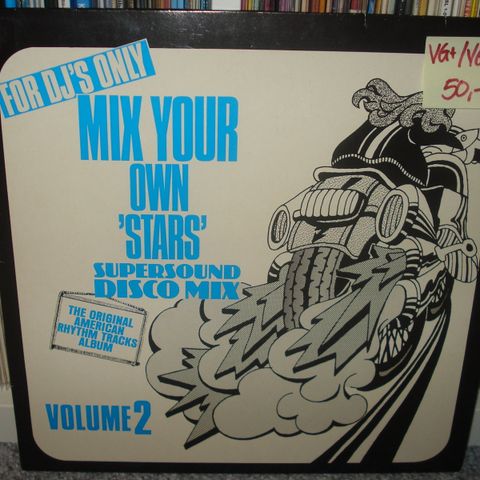 FOR DJ'S ONLY
MIX YOUR
OWN
'STARS'
SUPERSOUND
DISCO MIX
THE ORIGINAL
AMERICAN
RHYTHM TRACKS
ALBUM
VOLUME 2
VG+/VG
50,-